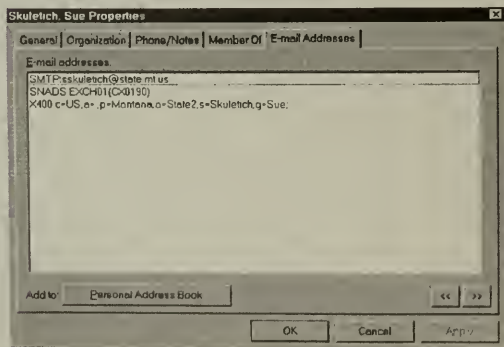 Skuletich, Sue Properties
General Organization Phone/Notes Member Of E-mail Addresses
E-mail addresses:
SMTP:sskuletich@state.mt.us
SNADS:EXCH01(CX0190)
X400:c=US;a= ;p=Montana;o=State2;s=Skuletich;g=Sue;
Add to: Personal Address Book << >>
OK Cancel Apply